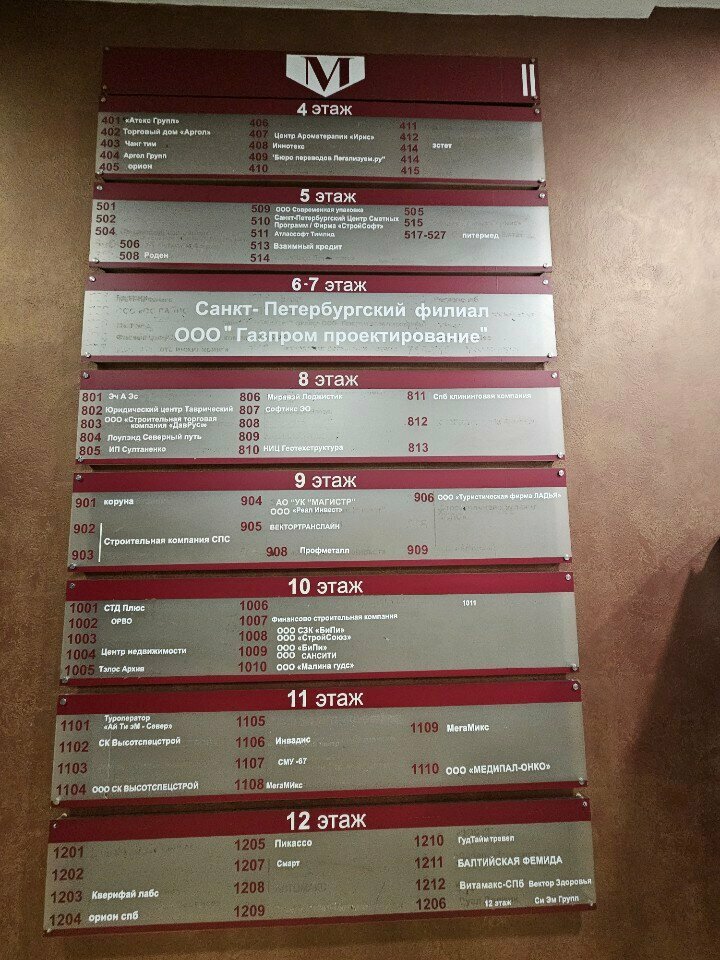 М
II
4 этаж
401 «Атекс Групп» 406 411
402 Торговый дом «Аргол» 407 Центр Ароматерапии «Ирис» 412
403 Чанг тим 408 Иннотекс 414 эстет
404 Аргол Групп 409 "Бюро переводов Легализуем.ру" 414
405 орион 410 415
5 этаж
501 509 ООО Современная упаковка 505
502 510 Санкт-Петербургский Центр Сметных Программ / Фирма «СтройСофт» 515
504 511 Атлассофт Тимлид 517-527 питермед
506 513 Взаимный кредит
508 Роден 514
6-7 этаж
Санкт- Петербургский филиал
ООО "Газпром проектирование"
8 этаж
801 Эч А Эс 806 Миравэй Лоджистик 811 Спб клининговая компания
802 Юридический центр Таврический 807 Софтикс ЭО
803 ООО «Строительная торговая компания «ДавРус» 808 812
804 Лоупэнд Северный путь 809
805 ИП Султаненко 810 НИЦ Геотехструктура 813
9 этаж
901 коруна 904 АО "УК "МАГИСТР" 906 ООО «Туристическая фирма ЛАДЬЯ»
ООО «Реал Инвест»
902 905 ВЕКТОРТРАНСЛАЙН
Строительная компания СПС
903 908 Профметалл 909
10 этаж
1001 СТД Плюс 1006 1011
1002 ОРВО 1007 Финансово строительная компания
1003 1008 ООО СЗК «БиПи»
ООО «СтройСоюз»
1004 Центр недвижимости 1009 ООО «БиПи»
ООО САНСИТИ
1005 Тэлос Архив 1010 ООО «Малина гудс»
11 этаж
1101 Туроператор «Ай Ти эМ - Север» 1105 1109 МегаМикс
1102 СК Высотспецстрой 1106 Инвадис
1103 1107 СМУ -67 1110 ООО «МЕДИПАЛ-ОНКО»
1104 ООО СК ВЫСОТСПЕЦСТРОЙ 1108 МегаМИкс
12 этаж
1201 1205 Пикассо 1210 ГудТаймтревел
1202 1207 Смарт 1211 БАЛТИЙСКАЯ ФЕМИДА
1203 Кверифай лабс 1208 1212 Витамакс-СПб Вектор Здоровья
1204 орион спб 1209 1206 12 этаж Си Эм Групп